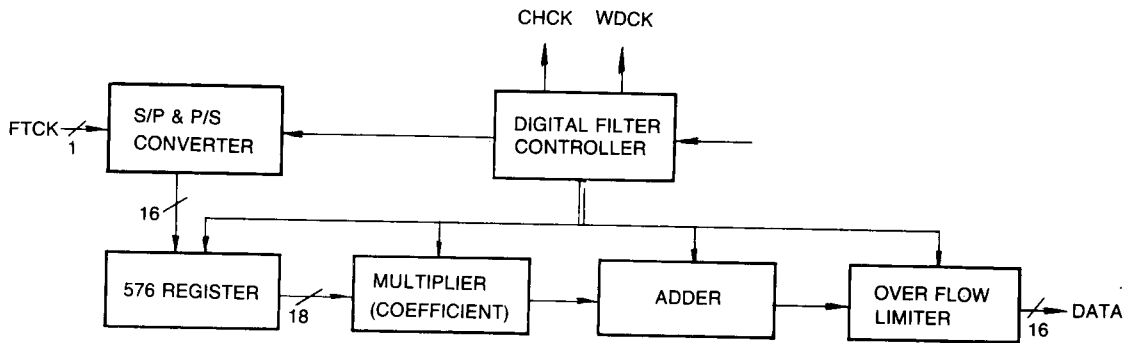 CHCK WDCK
FTCK
1
S/P & P/S
CONVERTER
DIGITAL FILTER
CONTROLLER
16
576 REGISTER
18
MULTIPLIER
(COEFFICIENT)
ADDER
OVER FLOW
LIMITER
16
DATA